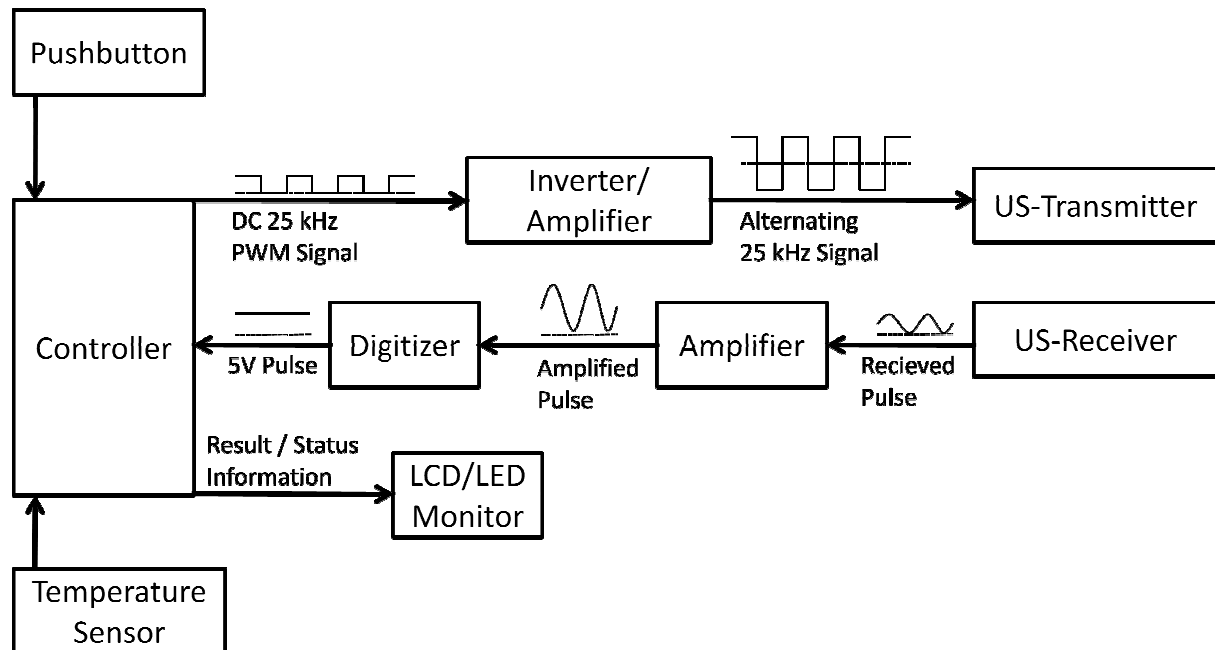 Pushbutton
Inverter/
Amplifier
US-Transmitter
DC 25 kHz
PWM Signal
Alternating
25 kHz Signal
Controller
Digitizer
Amplifier
US-Receiver
5V Pulse
Amplified
Pulse
Recieved
Pulse
Result / Status
Information
LCD/LED
Monitor
Temperature
Sensor